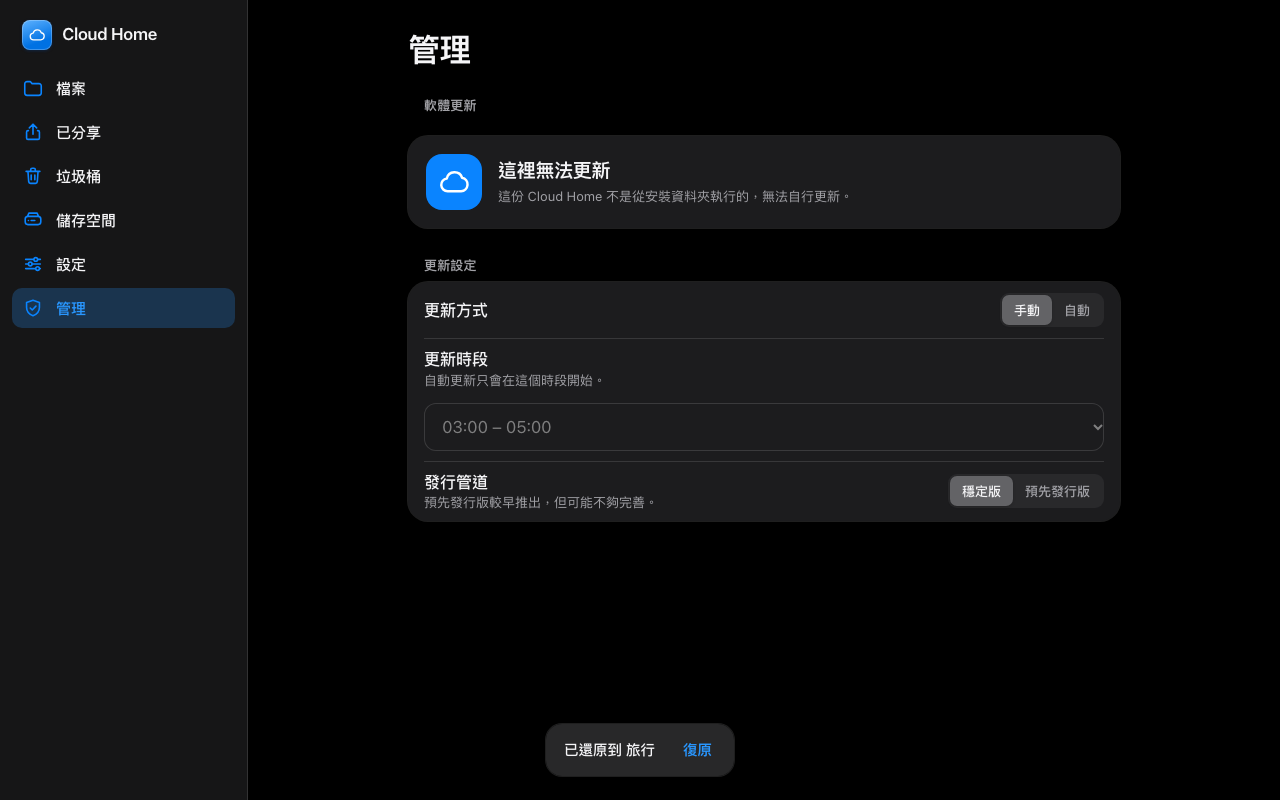 Cloud Home
檔案
已分享
垃圾桶
儲存空間
設定
管理
管理
軟體更新
這裡無法更新
這份 Cloud Home 不是從安裝資料夾執行的，無法自行更新。
更新設定
更新方式
手動
自動
更新時段
自動更新只會在這個時段開始。
03:00 – 05:00
發行管道
預先發行版較早推出，但可能不夠完善。
穩定版
預先發行版
已還原到 旅行
復原